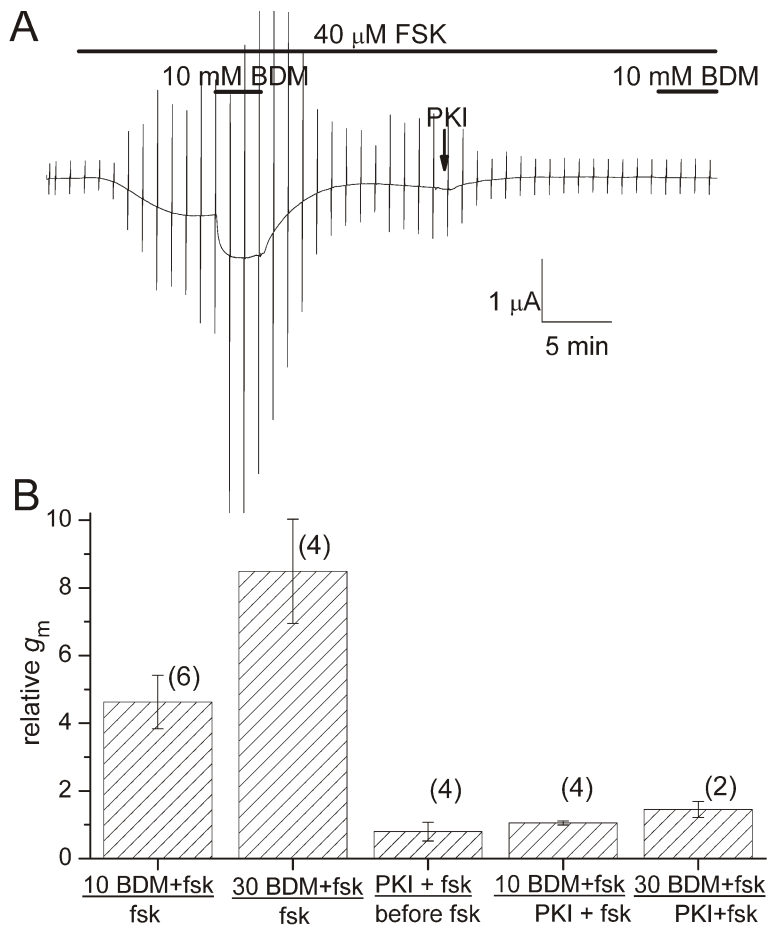 A
40 μM FSK
10 mM BDM
10 mM BDM
PKI
1 μA
5 min
B
relative gm
10
8
6
4
2
0
(6)
(4)
(4)
(4)
(2)
10 BDM+fsk
fsk
30 BDM+fsk
fsk
PKI + fsk
before fsk
10 BDM+fsk
PKI + fsk
30 BDM+fsk
PKI+fsk